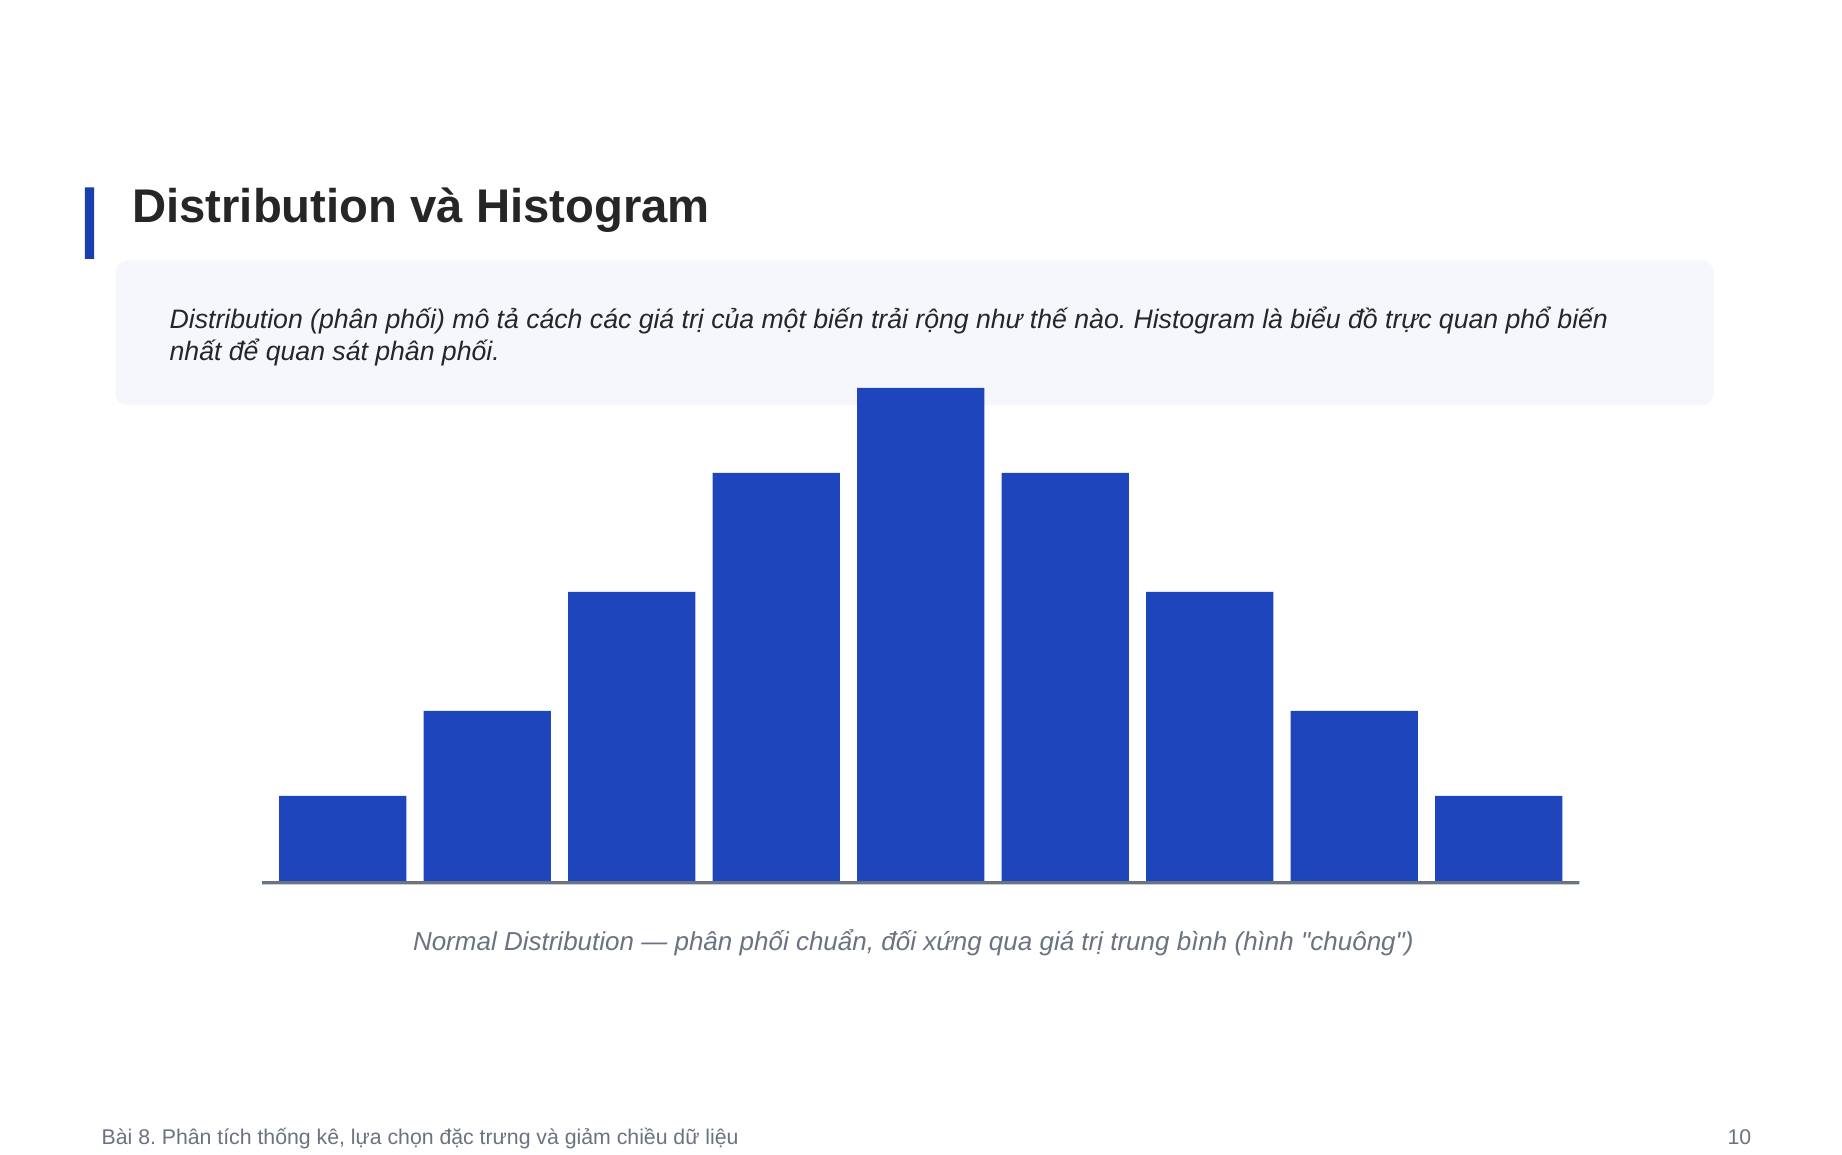 Distribution và Histogram
Distribution (phân phối) mô tả cách các giá trị của một biến trải rộng như thế nào. Histogram là biểu đồ trực quan phổ biến
nhất để quan sát phân phối.
Normal Distribution — phân phối chuẩn, đối xứng qua giá trị trung bình (hình "chuông")
Bài 8. Phân tích thống kê, lựa chọn đặc trưng và giảm chiều dữ liệu
10